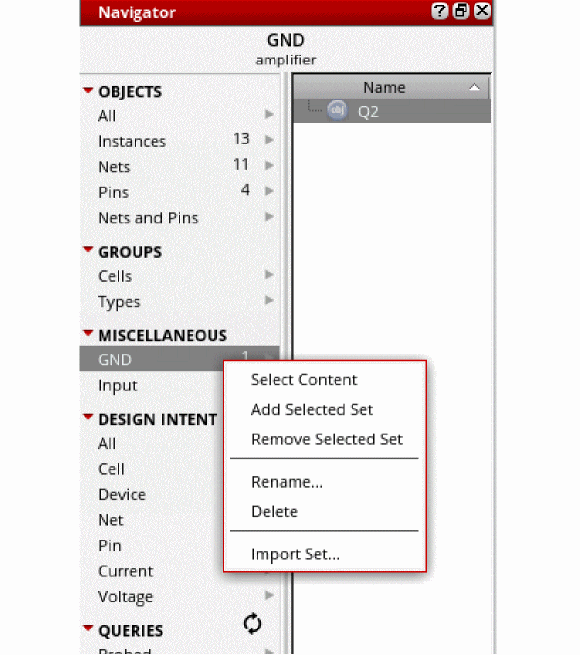 Navigator
GND
amplifier
OBJECTS
All
Instances 13
Nets 11
Pins 4
Nets and Pins
GROUPS
Cells
Types
MISCELLANEOUS
GND 1
Input
DESIGN INTENT
All
Cell
Device
Net
Pin
Current
Voltage
QUERIES
Probed
Name
obj Q2
Select Content
Add Selected Set
Remove Selected Set
Rename...
Delete
Import Set...